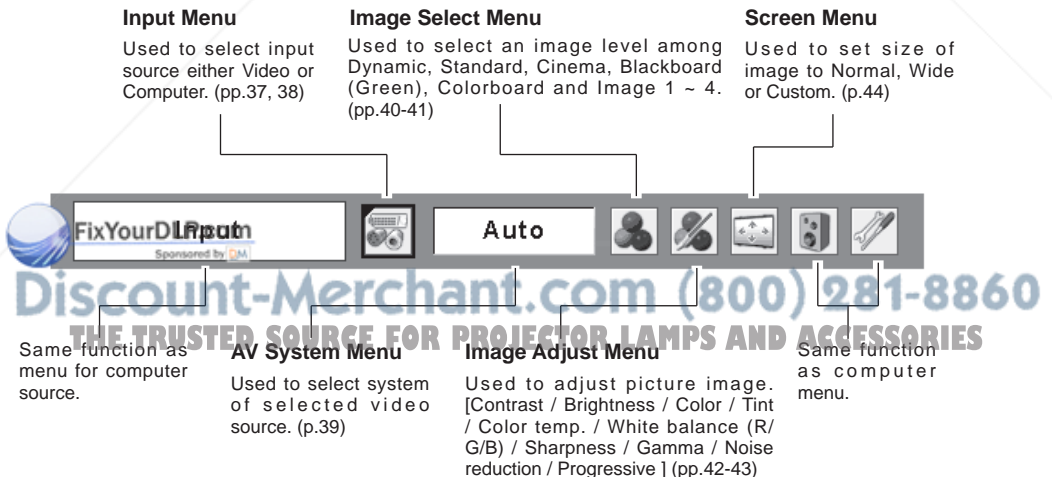 Input Menu
Used to select input
source either Video or
Computer. (pp.37, 38)
Image Select Menu
Used to select an image level among
Dynamic, Standard, Cinema, Blackboard
(Green), Colorboard and Image 1 ~ 4.
(pp.40-41)
Screen Menu
Used to set size of
image to Normal, Wide
or Custom. (p.44)
FixYourDLP.com
Input
Sponsored by DM
Auto
Discount-Merchant.com (800) 281-8860
THE TRUSTED SOURCE FOR PROJECTOR LAMPS AND ACCESSORIES
Same function as
menu for computer
source.
AV System Menu
Used to select system
of selected video
source. (p.39)
Image Adjust Menu
Used to adjust picture image.
[Contrast / Brightness / Color / Tint
/ Color temp. / White balance (R/
G/B) / Sharpness / Gamma / Noise
reduction / Progressive ] (pp.42-43)
Same function
as computer
menu.